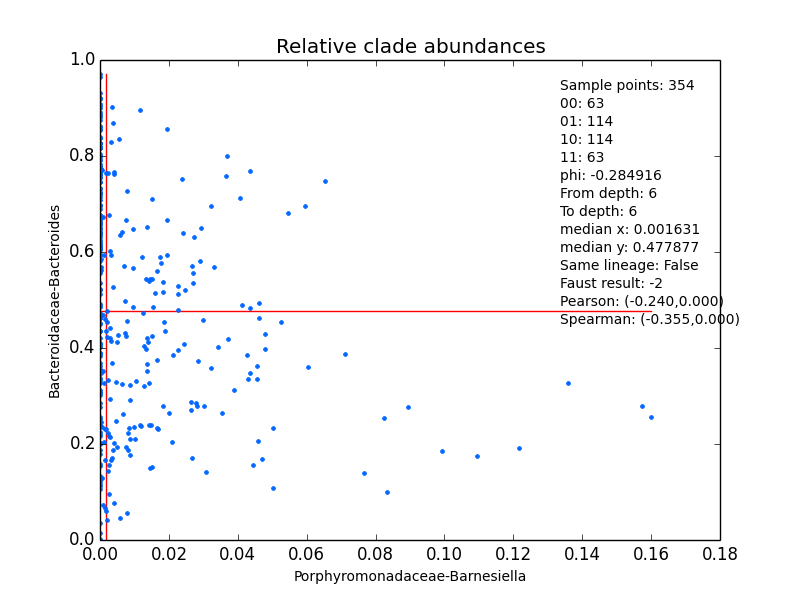 Relative clade abundances
1.0
0.8
0.6
0.4
0.2
0.0
Bacteroidaceae-Bacteroides
Sample points: 354
00: 63
01: 114
10: 114
11: 63
phi: -0.284916
From depth: 6
To depth: 6
median x: 0.001631
median y: 0.477877
Same lineage: False
Faust result: -2
Pearson: (-0.240,0.000)
Spearman: (-0.355,0.000)
0.00 0.02 0.04 0.06 0.08 0.10 0.12 0.14 0.16 0.18
Porphyromonadaceae-Barnesiella